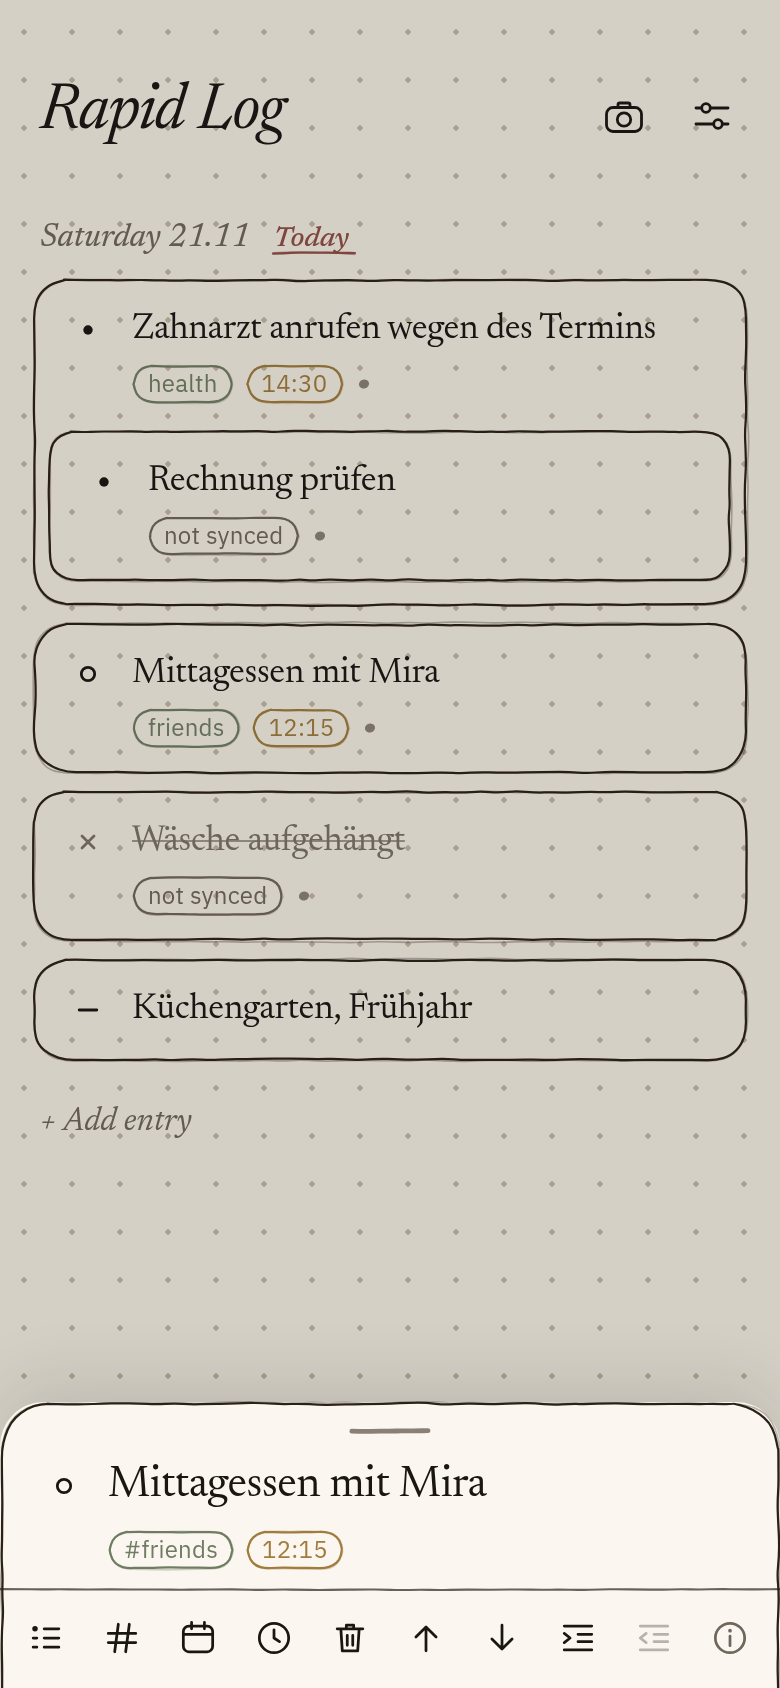 Rapid Log
Saturday 21.11 Today
Zahnarzt anrufen wegen des Termins
health 14:30
Rechnung prüfen
not synced
Mittagessen mit Mira
friends 12:15
Wäsche aufgehängt
not synced
Küchengarten, Frühjahr
+ Add entry
Mittagessen mit Mira
#friends 12:15